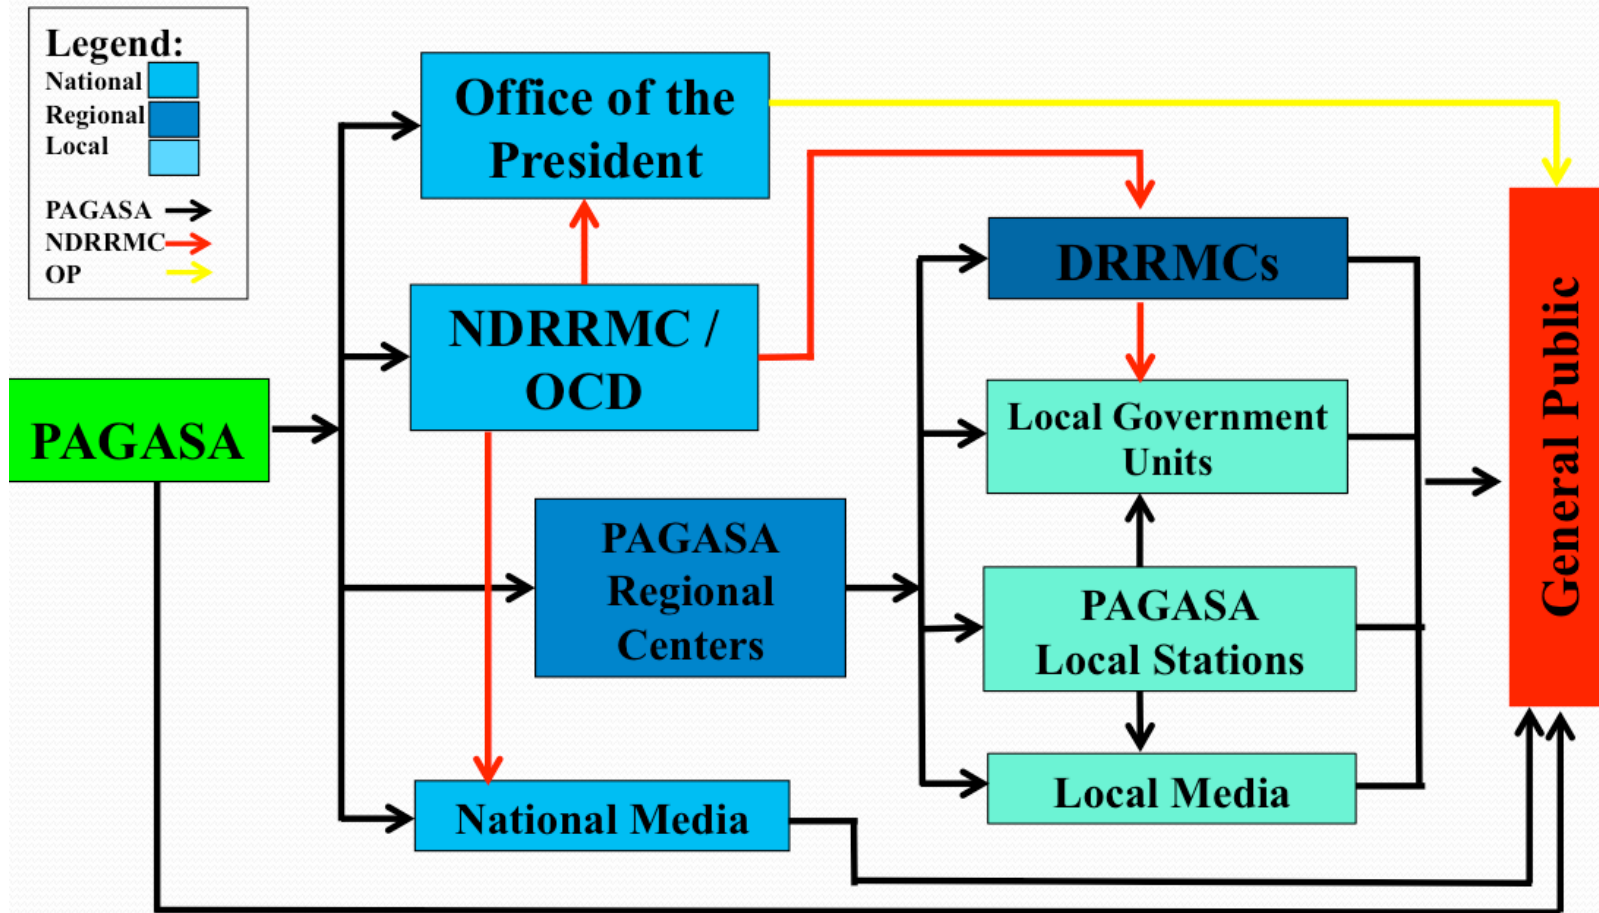 Legend:
National
Regional
Local
PAGASA
NDRRMC
OP
Office of the
President
NDRRMC /
OCD
PAGASA
PAGASA
Regional
Centers
National Media
DRRMCs
Local Government
Units
PAGASA
Local Stations
Local Media
General Public